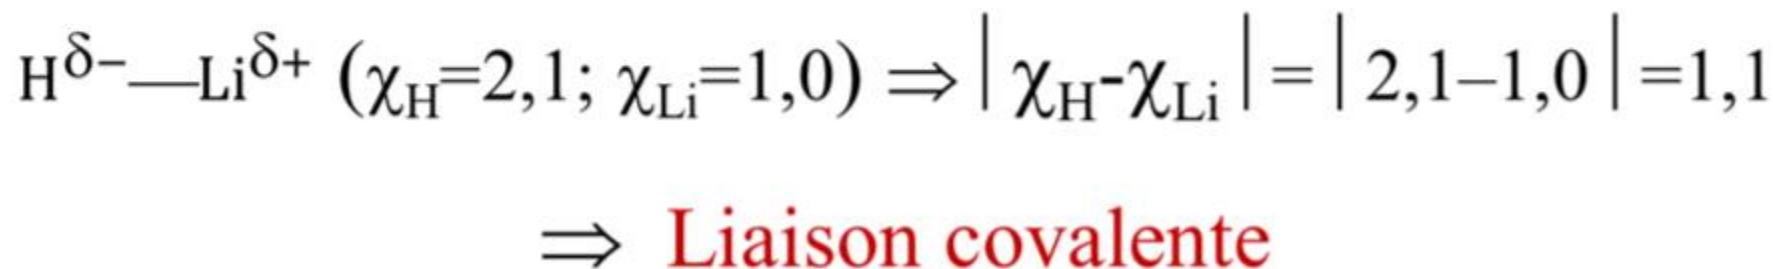 Hδ−—Liδ+ (χH=2,1; χLi=1,0) ⇒ | χH-χLi | = | 2,1–1,0 | =1,1
⇒ Liaison covalente